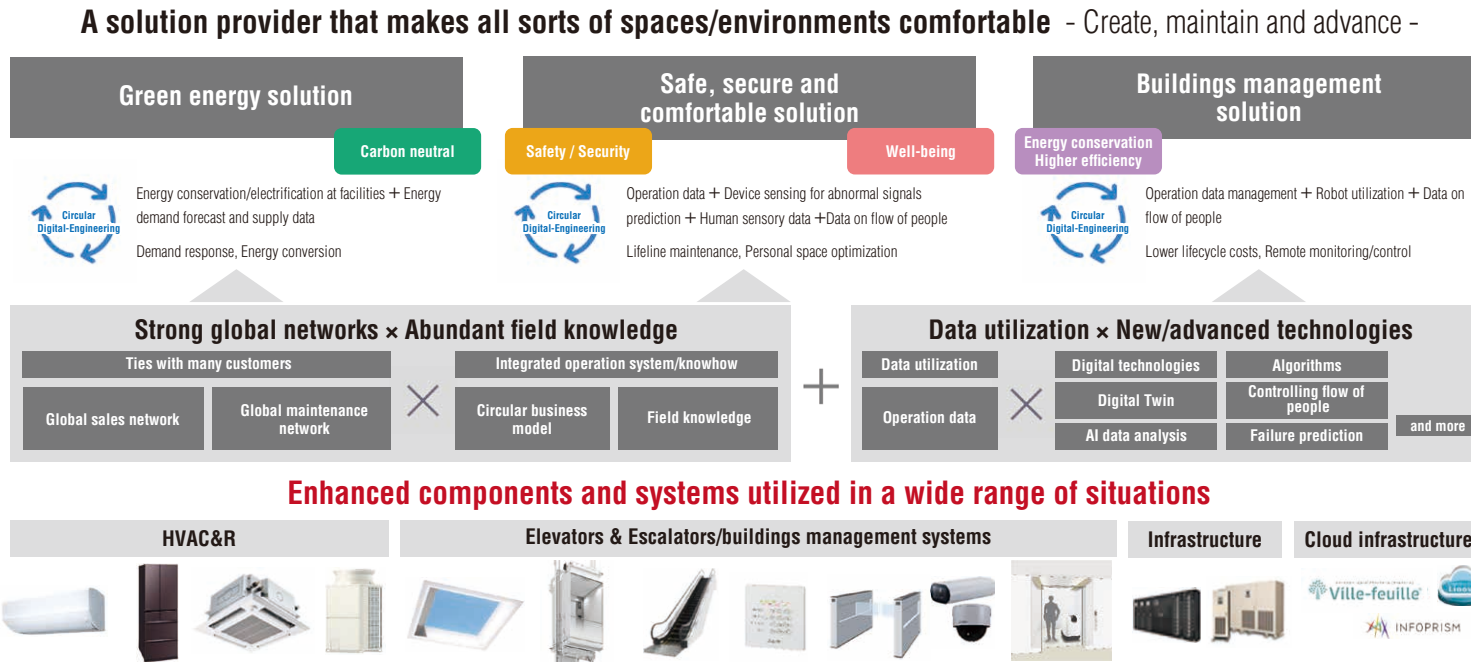 A solution provider that makes all sorts of spaces/environments comfortable - Create, maintain and advance -
Green energy solution
Carbon neutral
Circular
Digital-Engineering
Energy conservation/electrification at facilities + Energy
demand forecast and supply data
Demand response, Energy conversion
Safe, secure and
comfortable solution
Safety / Security
Well-being
Circular
Digital-Engineering
Operation data + Device sensing for abnormal signals
prediction + Human sensory data +Data on flow of people
Lifeline maintenance, Personal space optimization
Buildings management
solution
Energy conservation
Higher efficiency
Circular
Digital-Engineering
Operation data management + Robot utilization + Data on
flow of people
Lower lifecycle costs, Remote monitoring/control
Strong global networks × Abundant field knowledge
Ties with many customers
Global sales network
Global maintenance
network
×
Integrated operation system/knowhow
Circular business
model
Field knowledge
+
Data utilization × New/advanced technologies
Data utilization
Operation data
×
Digital technologies
Algorithms
Digital Twin
Controlling flow of
people
AI data analysis
Failure prediction
and more
Enhanced components and systems utilized in a wide range of situations
HVAC&R
Elevators & Escalators/buildings management systems
Infrastructure
Cloud infrastructure
Ville-feuille
INFOPRISM